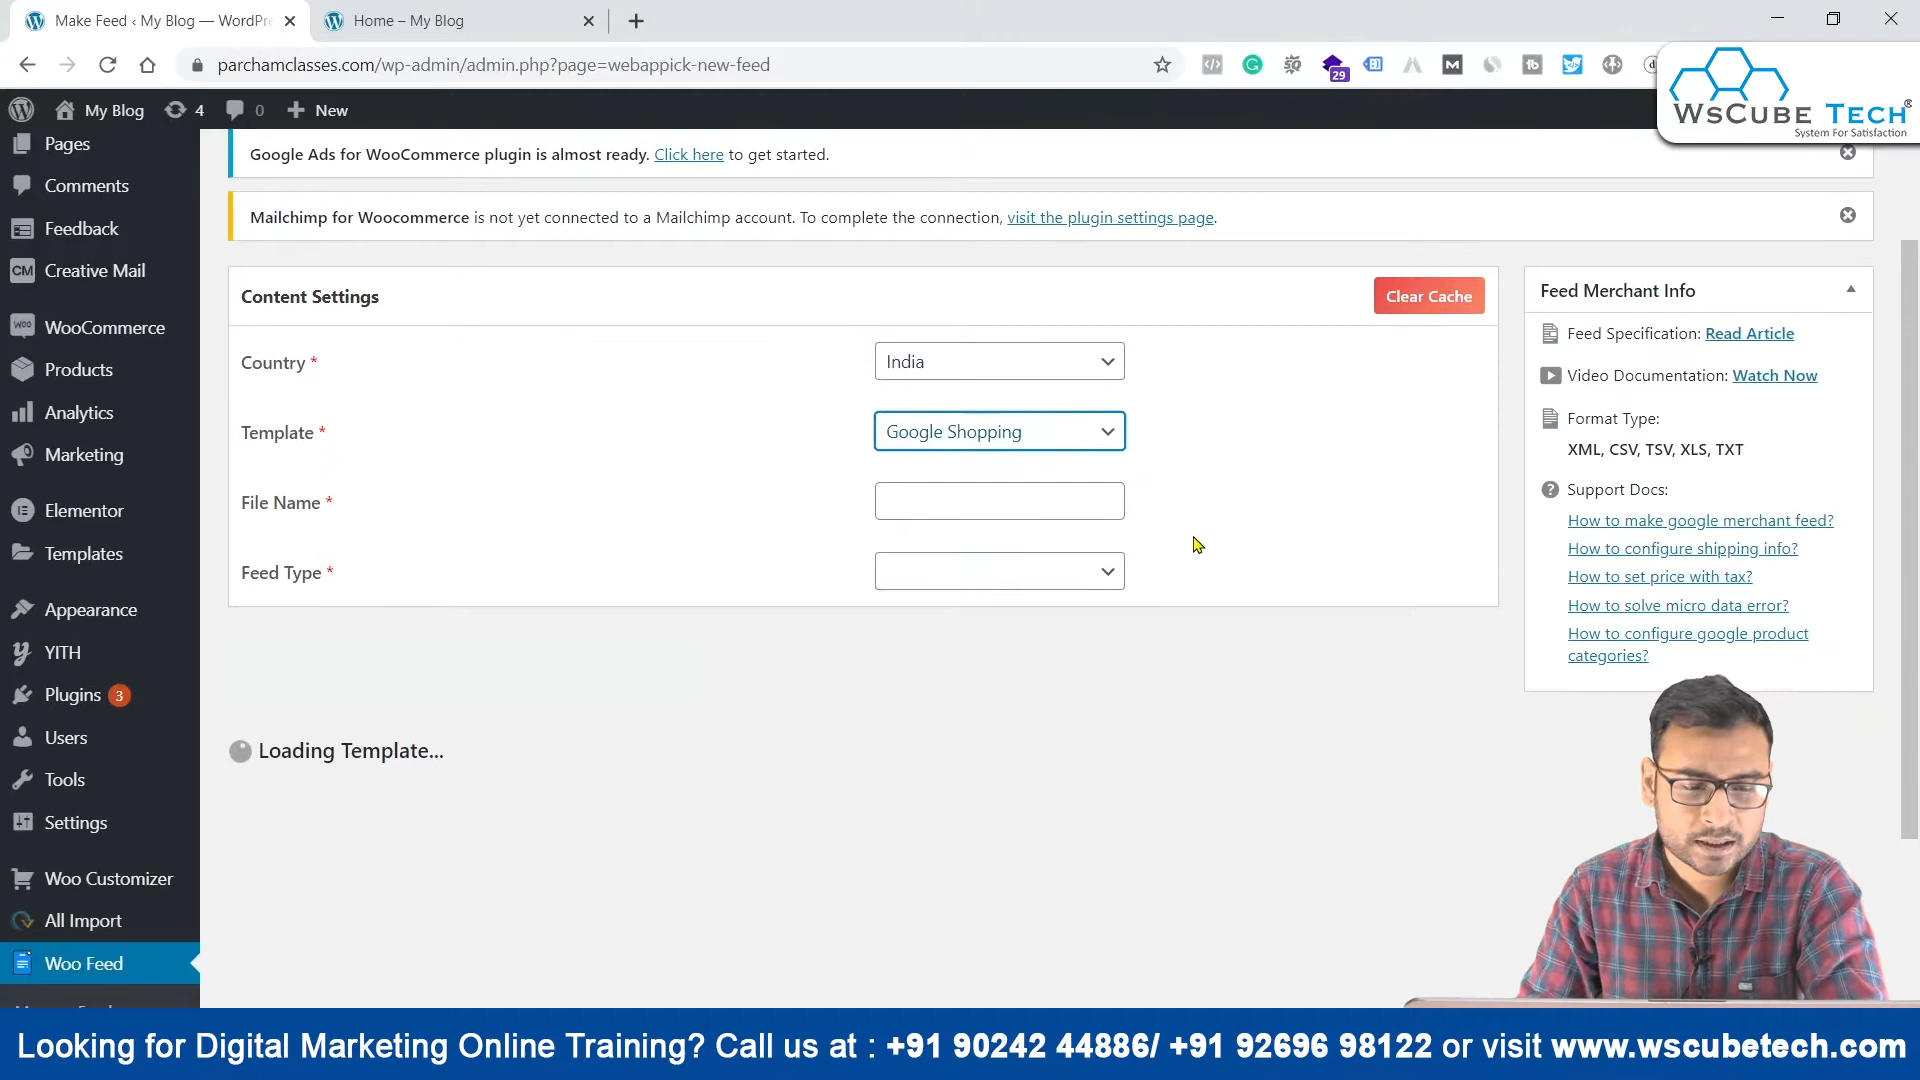 Make Feed ‹ My Blog — WordPre
Home – My Blog
parchamclasses.com/wp-admin/admin.php?page=webappick-new-feed
29
WsCube Tech®
System For Satisfaction
My Blog
4
0
New
Pages
Comments
Feedback
CM Creative Mail
WooCommerce
Products
Analytics
Marketing
Elementor
Templates
Appearance
YITH
Plugins 3
Users
Tools
Settings
Woo Customizer
All Import
Woo Feed
Google Ads for WooCommerce plugin is almost ready. Click here to get started.
Mailchimp for Woocommerce is not yet connected to a Mailchimp account. To complete the connection, visit the plugin settings page.
Content Settings
Clear Cache
Country *
India
Template *
Google Shopping
File Name *
Feed Type *
Loading Template...
Feed Merchant Info
Feed Specification: Read Article
Video Documentation: Watch Now
Format Type:
XML, CSV, TSV, XLS, TXT
Support Docs:
How to make google merchant feed?
How to configure shipping info?
How to set price with tax?
How to solve micro data error?
How to configure google product
categories?
Looking for Digital Marketing Online Training? Call us at : +91 90242 44886/ +91 92696 98122 or visit www.wscubetech.com